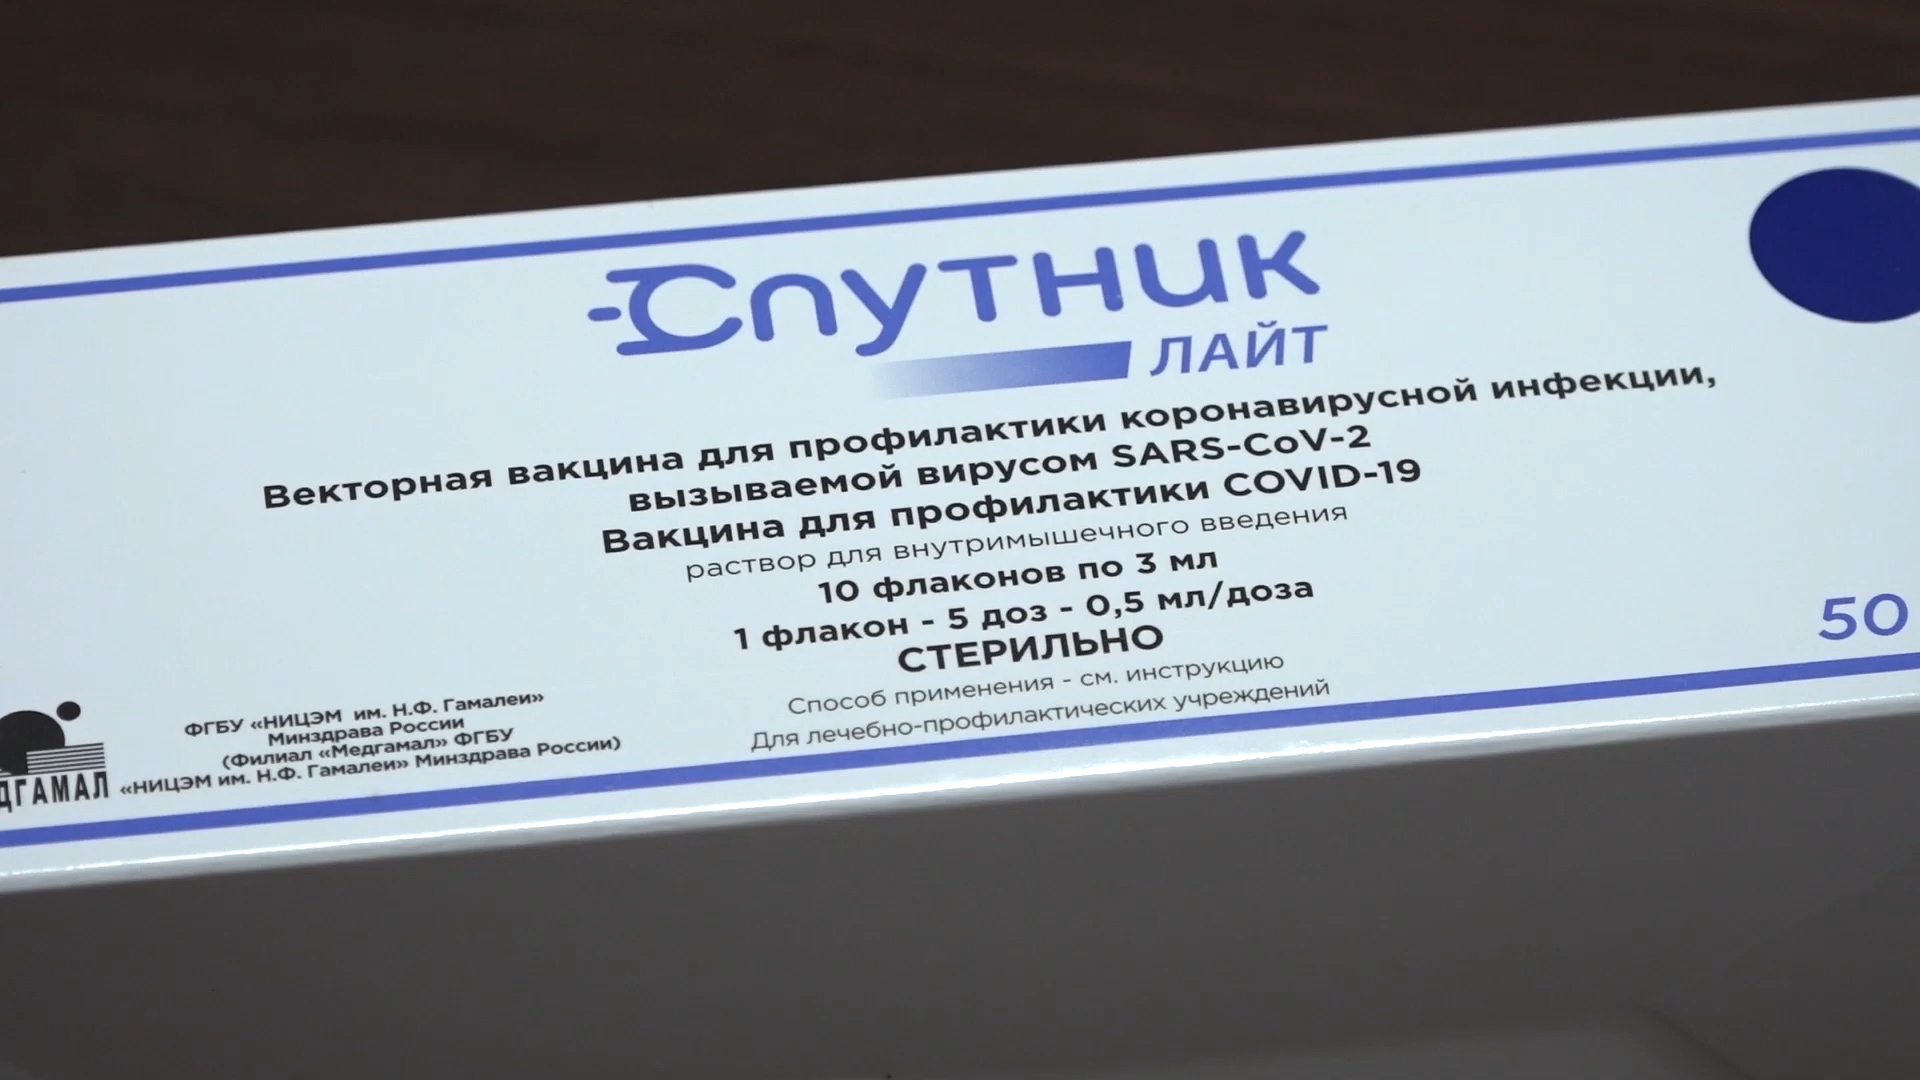 Спутник
ЛАЙТ
Векторная вакцина для профилактики коронавирусной инфекции,
вызываемой вирусом SARS-CoV-2
Вакцина для профилактики COVID-19
раствор для внутримышечного введения
10 флаконов по 3 мл
1 флакон - 5 доз - 0,5 мл/доза
СТЕРИЛЬНО
Способ применения - см. инструкцию
Для лечебно-профилактических учреждений
50
ФГБУ «НИЦЭМ им. Н.Ф. Гамалеи»
Минздрава России
(Филиал «Медгамал» ФГБУ
«НИЦЭМ им. Н.Ф. Гамалеи» Минздрава России)
ДГАМАЛ